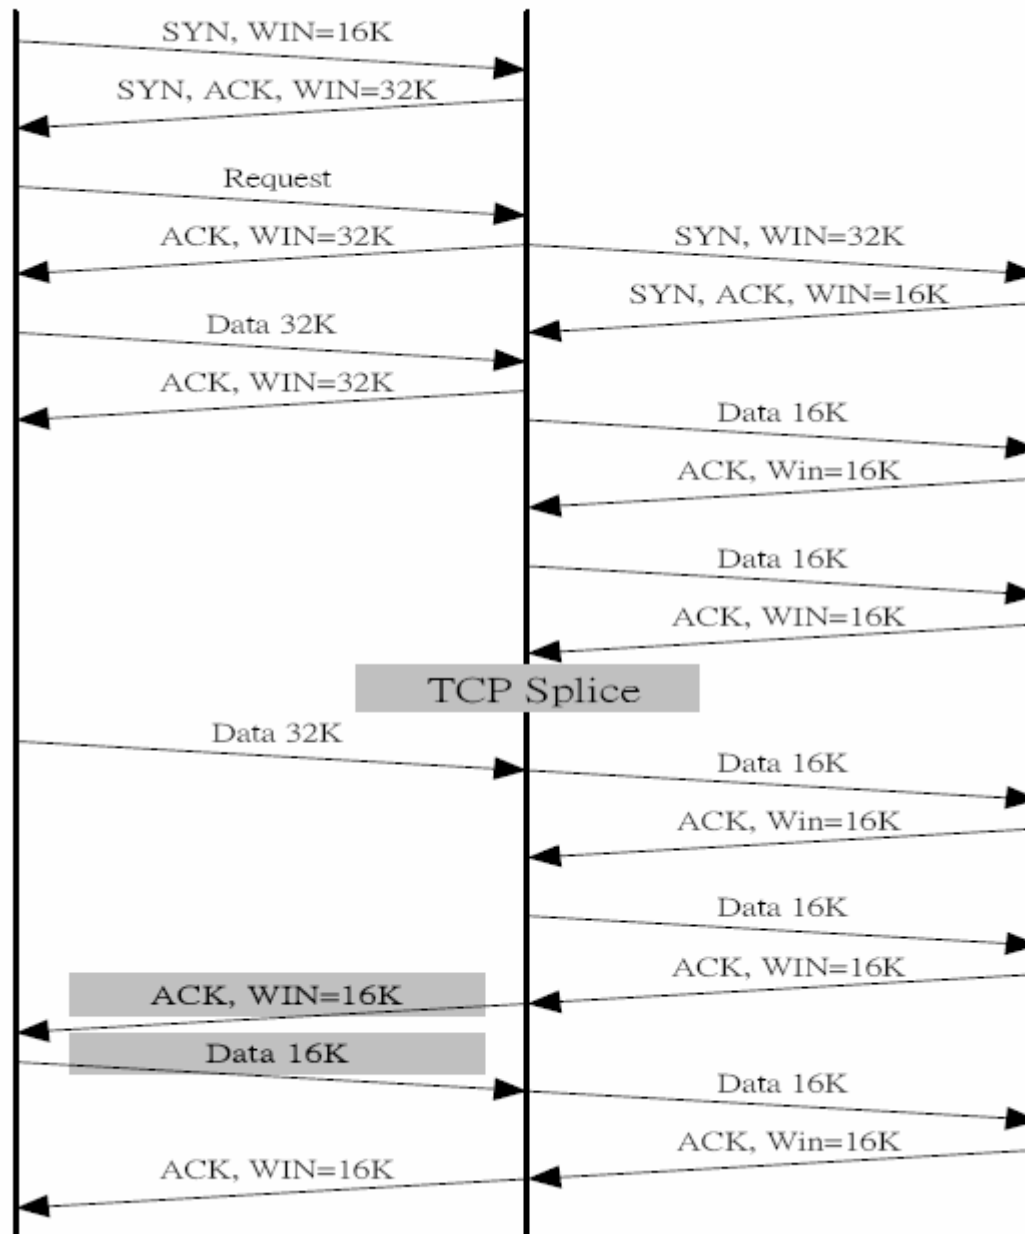 SYN, WIN=16K
SYN, ACK, WIN=32K
Request
ACK, WIN=32K
SYN, WIN=32K
SYN, ACK, WIN=16K
Data 32K
ACK, WIN=32K
Data 16K
ACK, Win=16K
Data 16K
ACK, WIN=16K
TCP Splice
Data 32K
Data 16K
ACK, Win=16K
Data 16K
ACK, WIN=16K
ACK, WIN=16K
Data 16K
Data 16K
ACK, Win=16K
ACK, WIN=16K